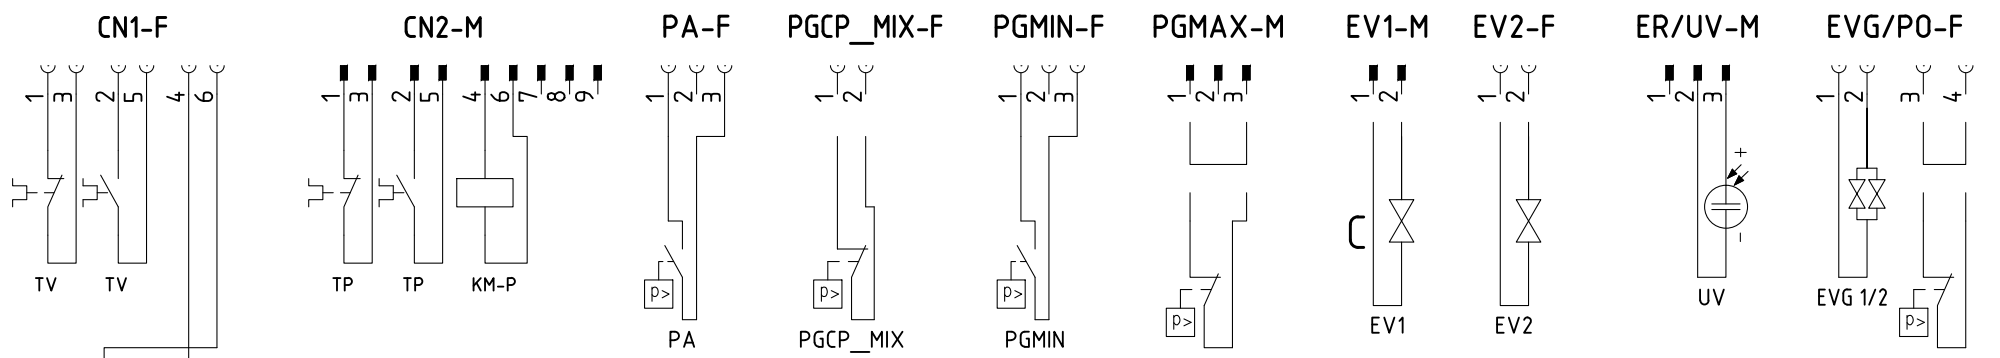 CN1-F CN2-M PA-F PGCP_MIX-F PGMIN-F PGMAX-M EV1-M EV2-F ER/UV-M EVG/PO-F
1 3 2 5 4 6 1 3 2 5 4 6 7 8 9 1 2 3 1 2 1 2 3 1 2 3 1 2 1 2 1 2 3 1 2 3 4
+
C
-
TV TV TP TP KM-P p> p> p> UV EVG 1/2
p> p>
PA PGCP_MIX PGMIN EV1 EV2